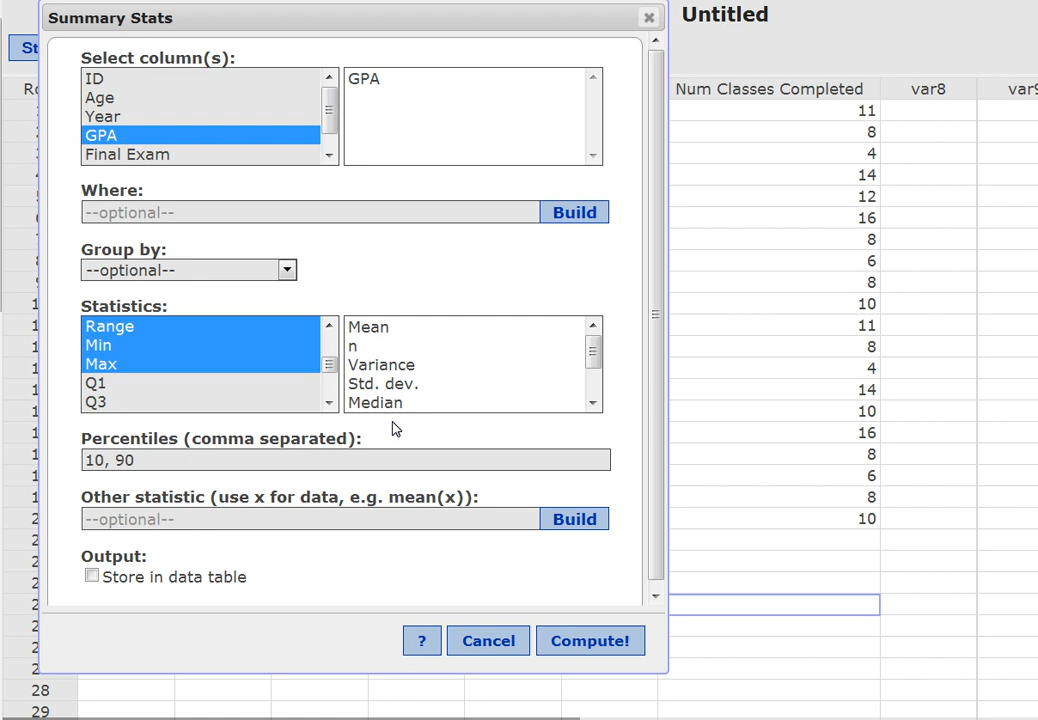 Summary Stats
Untitled
St
Select column(s):
ID
Age
Year
GPA
Final Exam
GPA
Where:
--optional--
Build
Group by:
--optional--
Statistics:
Range
Min
Max
Q1
Q3
Mean
n
Variance
Std. dev.
Median
Percentiles (comma separated):
10, 90
Other statistic (use x for data, e.g. mean(x)):
--optional--
Build
Output:
Store in data table
?
Cancel
Compute!
Num Classes Completed var8 var9
11
8
4
14
12
16
8
6
8
10
11
8
4
14
10
16
8
6
8
10
28
29